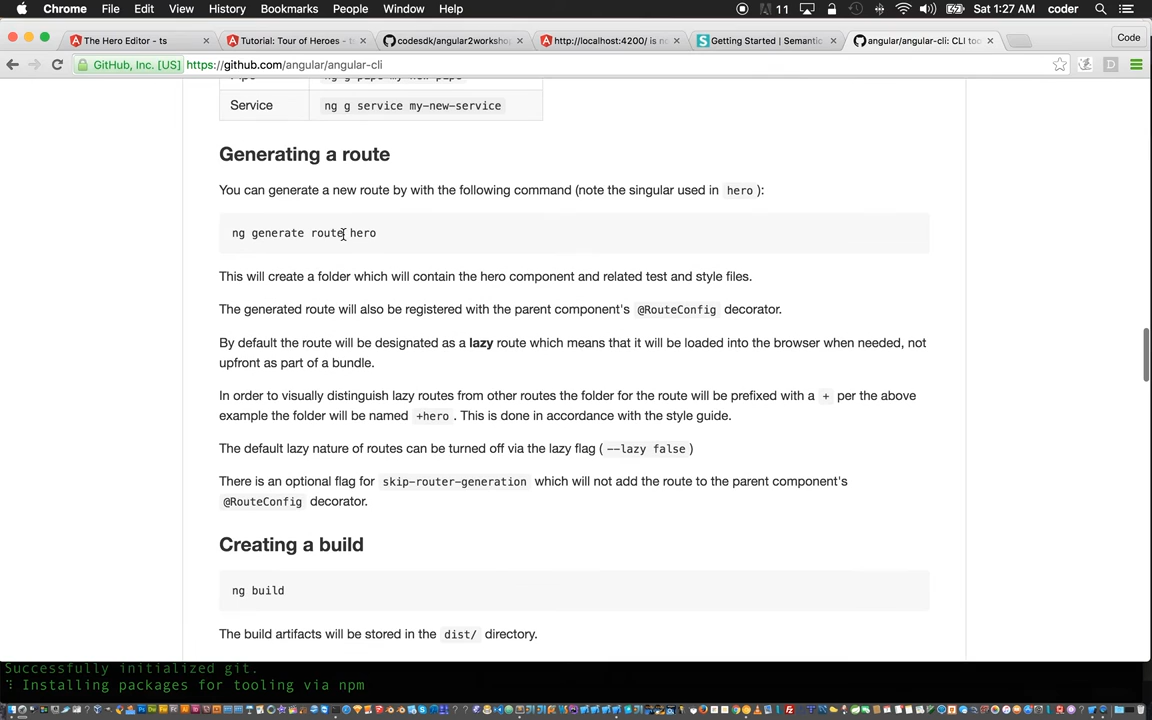 Chrome File Edit View History Bookmarks People Window Help 11 Sat 1:27 AM coder
The Hero Editor - ts
Tutorial: Tour of Heroes - t
codesdk/angular2worksho
http://localhost:4200/ is n
Getting Started | Semantic
angular/angular-cli: CLI too
Code
GitHub, Inc. [US] https://github.com/angular/angular-cli
Service ng g service my-new-service
Generating a route
You can generate a new route by with the following command (note the singular used in hero ):
ng generate route hero
This will create a folder which will contain the hero component and related test and style files.
The generated route will also be registered with the parent component's @RouteConfig decorator.
By default the route will be designated as a lazy route which means that it will be loaded into the browser when needed, not
upfront as part of a bundle.
In order to visually distinguish lazy routes from other routes the folder for the route will be prefixed with a + per the above
example the folder will be named +hero . This is done in accordance with the style guide.
The default lazy nature of routes can be turned off via the lazy flag ( --lazy false )
There is an optional flag for skip-router-generation which will not add the route to the parent component's
@RouteConfig decorator.
Creating a build
ng build
The build artifacts will be stored in the dist/ directory.
Successfully initialized git.
Installing packages for tooling via npm